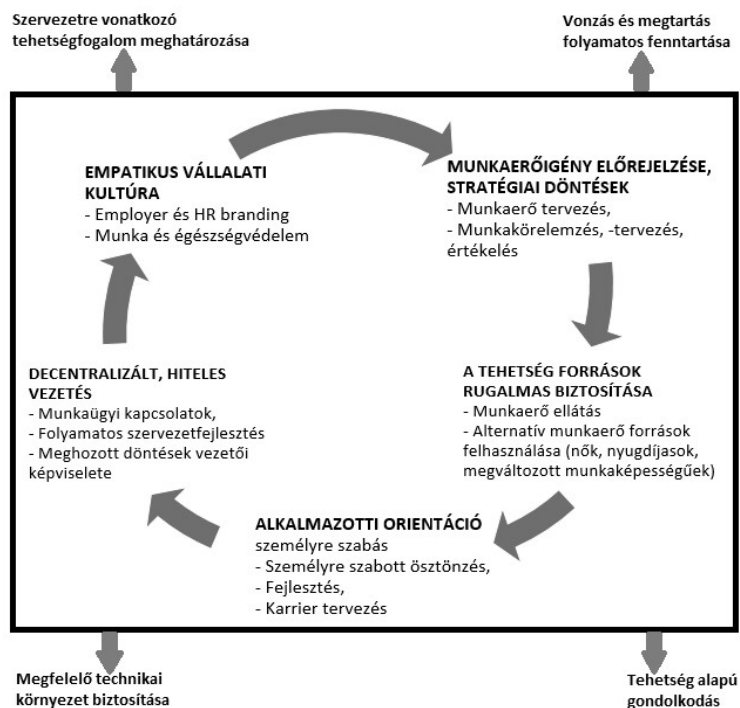 Szervezetre vonatkozó
tehetségfogalom meghatározása
Vonzás és megtartás
folyamatos fenntartása
EMPATIKUS VÁLLALATI
KULTÚRA
- Employer és HR branding
- Munka és égészségvédelem
MUNKAERŐIGÉNY ELŐREJELZÉSE,
STRATÉGIAI DÖNTÉSEK
- Munkaerő tervezés,
- Munkakörelemzés, -tervezés,
értékelés
A TEHETSÉG FORRÁSOK
RUGALMAS BIZTOSÍTÁSA
- Munkaerő ellátás
- Alternatív munkaerő források
felhasználása (nők, nyugdíjasok,
megváltozott munkaképességűek)
ALKALMAZOTTI ORIENTÁCIÓ
személyre szabás
- Személyre szabott ösztönzés,
- Fejlesztés,
- Karrier tervezés
DECENTRALIZÁLT, HITELES
VEZETÉS
- Munkaügyi kapcsolatok,
- Folyamatos szervezetfejlesztés
- Meghozott döntések vezetői
képviselete
Megfelelő technikai
környezet biztosítása
Tehetség alapú
gondolkodás